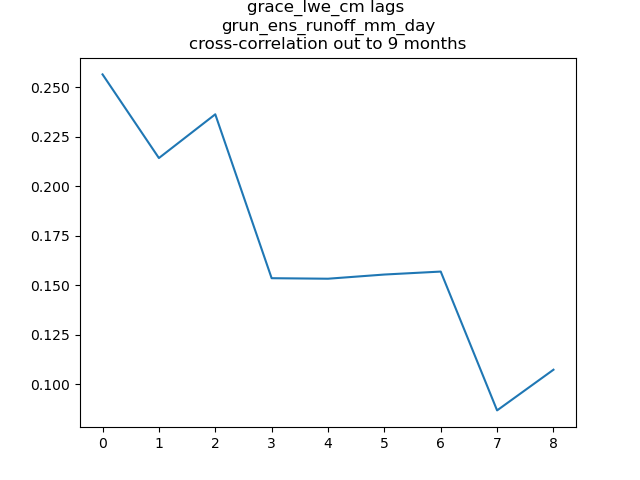 grace_lwe_cm lags
grun_ens_runoff_mm_day
cross-correlation out to 9 months
0.250
0.225
0.200
0.175
0.150
0.125
0.100
0 1 2 3 4 5 6 7 8